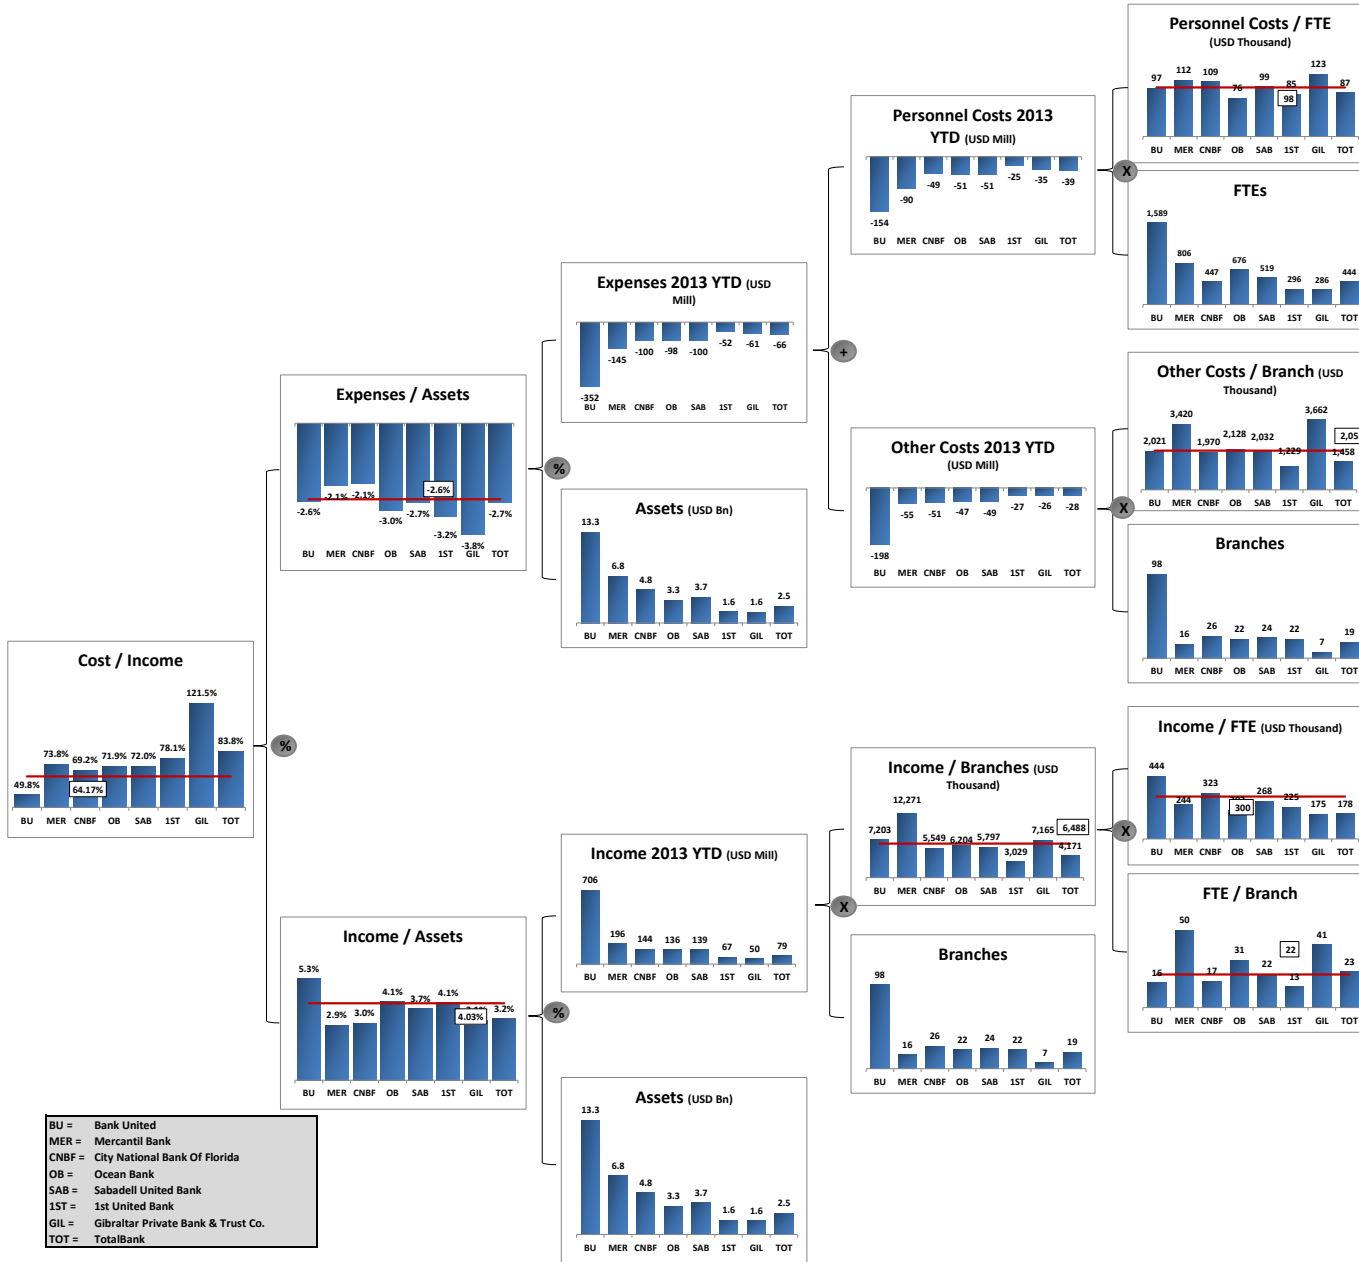 Personnel Costs / FTE
(USD Thousand)
97 112 109 76 99 85 123 87
98
BU MER CNBF OB SAB 1ST GIL TOT
Personnel Costs 2013
YTD (USD Mill)
-154 -90 -49 -51 -51 -25 -35 -39
BU MER CNBF OB SAB 1ST GIL TOT
X
FTEs
1,589 806 447 676 519 296 286 444
BU MER CNBF OB SAB 1ST GIL TOT
Expenses 2013 YTD (USD
Mill)
-352 -145 -100 -98 -100 -52 -61 -66
BU MER CNBF OB SAB 1ST GIL TOT
+
Other Costs / Branch (USD
Thousand)
2,021 3,420 1,970 2,128 2,032 1,229 3,662 1,458
2,05
BU MER CNBF OB SAB 1ST GIL TOT
Expenses / Assets
-2.6% -2.1% -2.1% -3.0% -2.7% -3.2% -3.8% -2.7%
-2.6%
BU MER CNBF OB SAB 1ST GIL TOT
%
Other Costs 2013 YTD
(USD Mill)
-198 -55 -51 -47 -49 -27 -26 -28
BU MER CNBF OB SAB 1ST GIL TOT
X
Assets (USD Bn)
13.3 6.8 4.8 3.3 3.7 1.6 1.6 2.5
BU MER CNBF OB SAB 1ST GIL TOT
Branches
98 16 26 22 24 22 7 19
BU MER CNBF OB SAB 1ST GIL TOT
Cost / Income
49.8% 73.8% 69.2% 71.9% 72.0% 78.1% 121.5% 83.8%
64.17%
BU MER CNBF OB SAB 1ST GIL TOT
%
Income / FTE (USD Thousand)
444 244 323 268 225 175 178
300
BU MER CNBF OB SAB 1ST GIL TOT
Income / Branches (USD
Thousand)
7,203 12,271 5,549 6,204 5,797 3,029 7,165 4,171
6,488
BU MER CNBF OB SAB 1ST GIL TOT
X
Income 2013 YTD (USD Mill)
706 196 144 136 139 67 50 79
BU MER CNBF OB SAB 1ST GIL TOT
X
FTE / Branch
16 50 17 31 22 13 41 23
22
BU MER CNBF OB SAB 1ST GIL TOT
Income / Assets
5.3% 2.9% 3.0% 4.1% 3.7% 4.1% 3.2%
4.03%
BU MER CNBF OB SAB 1ST GIL TOT
%
Branches
98 16 26 22 24 22 7 19
BU MER CNBF OB SAB 1ST GIL TOT
Assets (USD Bn)
13.3 6.8 4.8 3.3 3.7 1.6 1.6 2.5
BU MER CNBF OB SAB 1ST GIL TOT
BU = Bank United
MER = Mercantil Bank
CNBF = City National Bank Of Florida
OB = Ocean Bank
SAB = Sabadell United Bank
1ST = 1st United Bank
GIL = Gibraltar Private Bank & Trust Co.
TOT = TotalBank